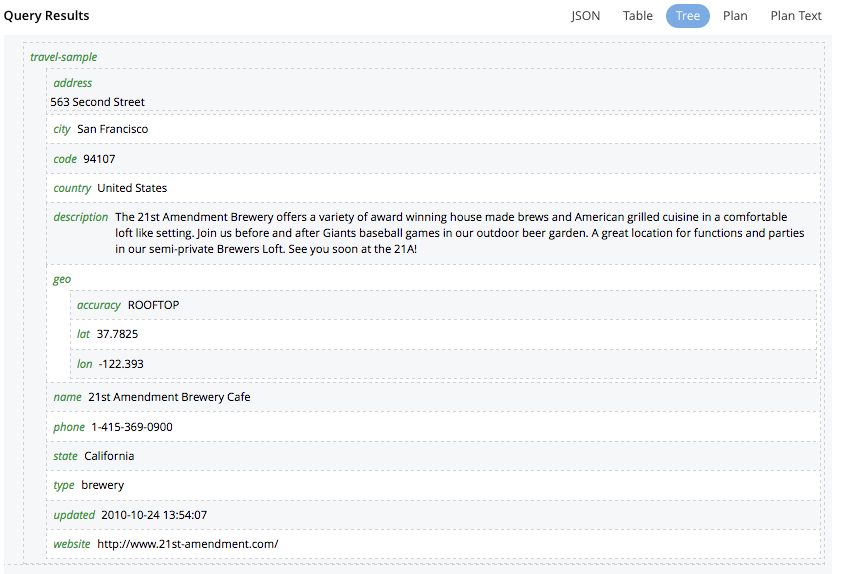 Query Results JSON Table Tree Plan Plan Text
travel-sample
address
563 Second Street
city San Francisco
code 94107
country United States
description The 21st Amendment Brewery offers a variety of award winning house made brews and American grilled cuisine in a comfortable
loft like setting. Join us before and after Giants baseball games in our outdoor beer garden. A great location for functions and parties
in our semi-private Brewers Loft. See you soon at the 21A!
geo
accuracy ROOFTOP
lat 37.7825
lon -122.393
name 21st Amendment Brewery Cafe
phone 1-415-369-0900
state California
type brewery
updated 2010-10-24 13:54:07
website http://www.21st-amendment.com/